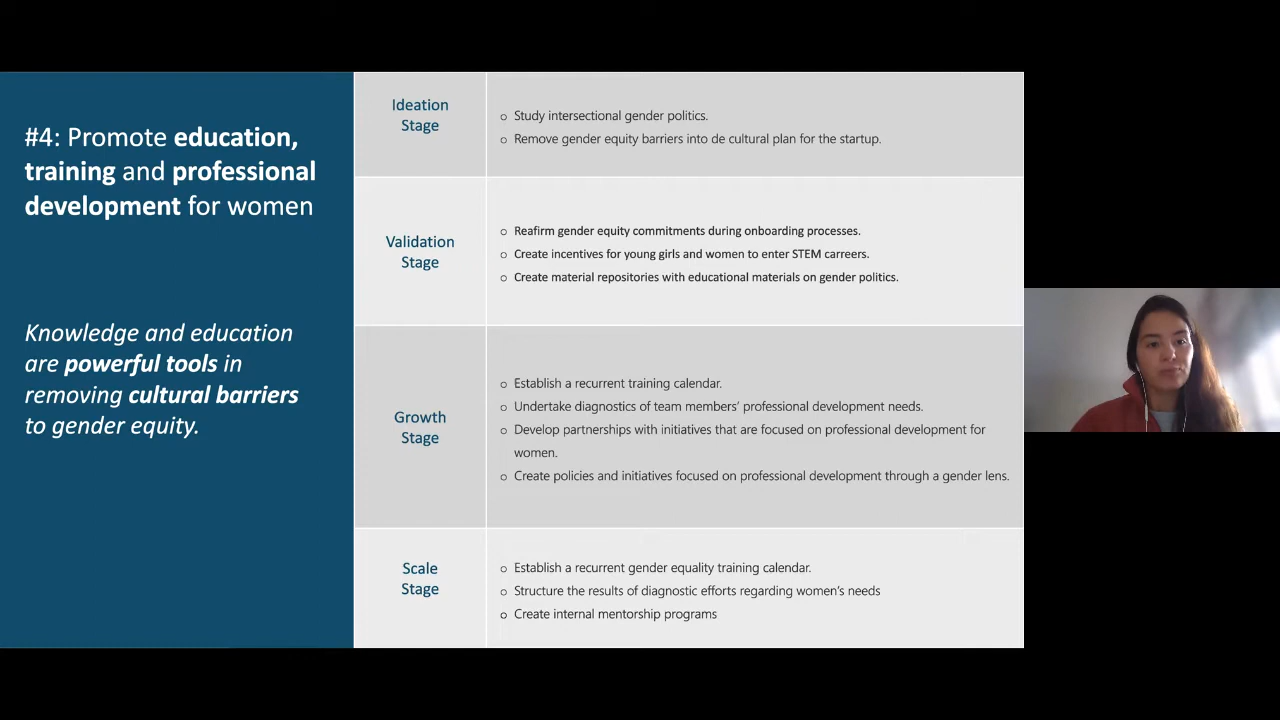 #4: Promote education,
training and professional
development for women
Knowledge and education
are powerful tools in
removing cultural barriers
to gender equity.
Ideation
Stage
○ Study intersectional gender politics.
○ Remove gender equity barriers into de cultural plan for the startup.
Validation
Stage
○ Reafirm gender equity commitments during onboarding processes.
○ Create incentives for young girls and women to enter STEM carreers.
○ Create material repositories with educational materials on gender politics.
Growth
Stage
○ Establish a recurrent training calendar.
○ Undertake diagnostics of team members’ professional development needs.
○ Develop partnerships with initiatives that are focused on professional development for
women.
○ Create policies and initiatives focused on professional development through a gender lens.
Scale
Stage
○ Establish a recurrent gender equality training calendar.
○ Structure the results of diagnostic efforts regarding women’s needs
○ Create internal mentorship programs